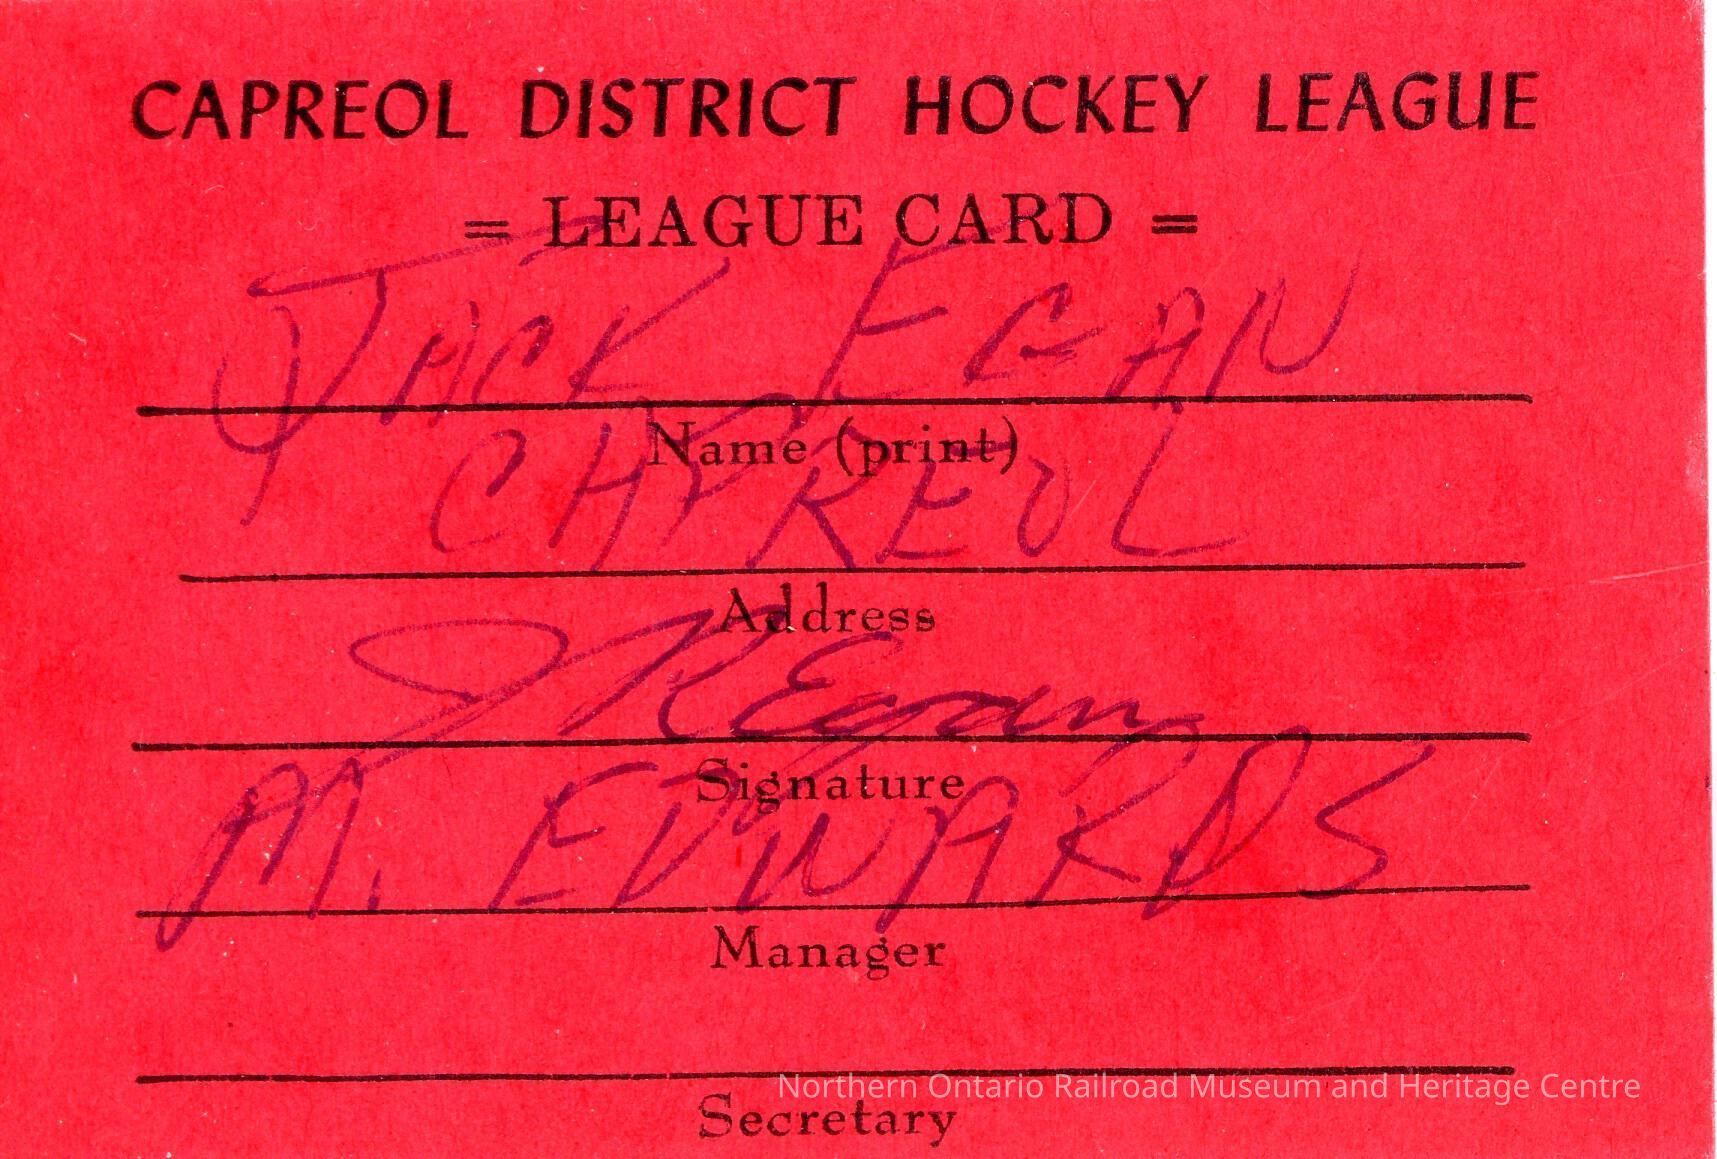 CAPREOL DISTRICT HOCKEY LEAGUE
= LEAGUE CARD =
JACK EGAN
Name (print)
CAPREOL
Address
JK Egan
Signature
M. EDWARDS
Manager
Northern Ontario Railroad Museum and Heritage Centre
Secretary